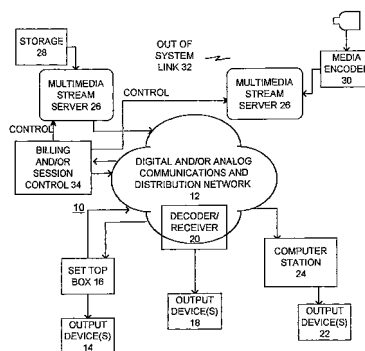 STORAGE
28
OUT OF
SYSTEM
LINK 32
MEDIA
ENCODER
30
MULTIMEDIA
STREAM
SERVER 26
CONTROL
MULTIMEDIA
STREAM
SERVER 26
CONTROL
BILLING
AND/OR
SESSION
CONTROL 34
DIGITAL AND/OR ANALOG
COMMUNICATIONS AND
DISTRIBUTION NETWORK
12
10
DECODER/
RECEIVER
20
SET TOP
BOX 16
COMPUTER
STATION
24
OUTPUT
DEVICE(S)
14
OUTPUT
DEVICE(S)
18
OUTPUT
DEVICE(S)
22